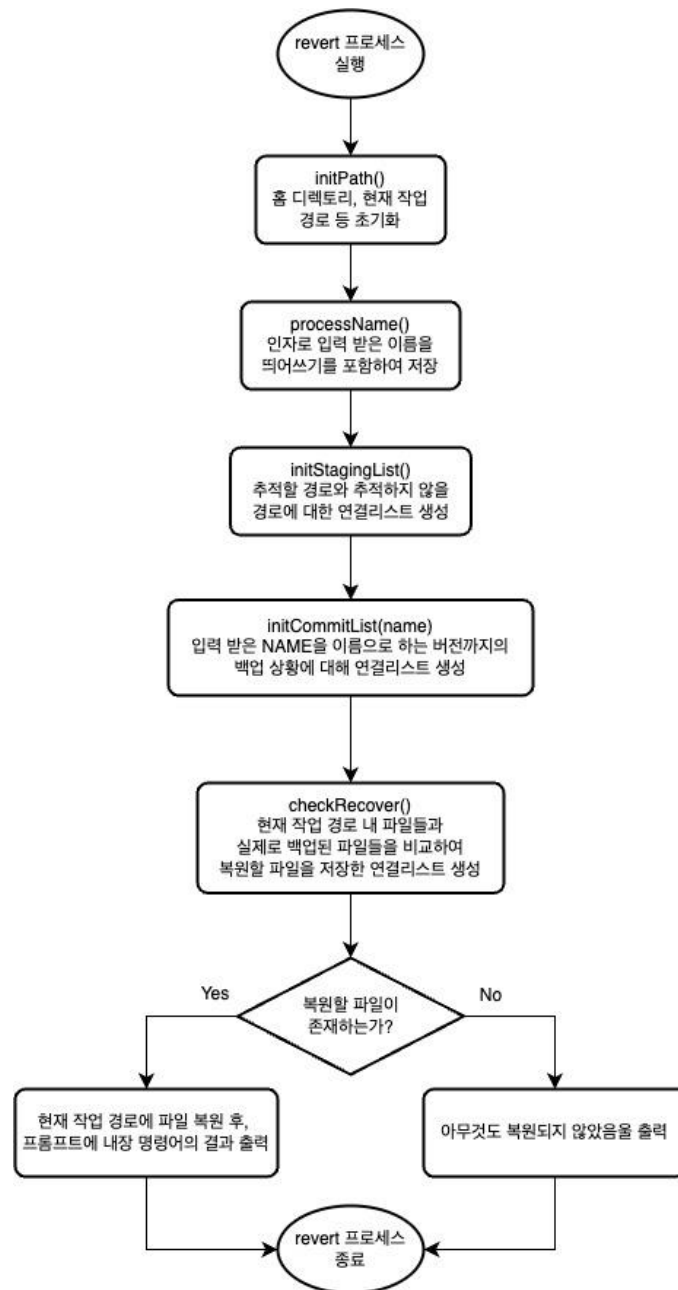 revert 프로세스
실행
initPath()
홈 디렉토리, 현재 작업
경로 등 초기화
processName()
인자로 입력 받은 이름을
띄어쓰기를 포함하여 저장
initStagingList()
추적할 경로와 추적하지 않을
경로에 대한 연결리스트 생성
initCommitList(name)
입력 받은 NAME을 이름으로 하는 버전까지의
백업 상황에 대해 연결리스트 생성
checkRecover()
현재 작업 경로 내 파일들과
실제로 백업된 파일들을 비교하여
복원할 파일을 저장한 연결리스트 생성
복원할 파일이
존재하는가?
Yes
No
현재 작업 경로에 파일 복원 후,
프롬프트에 내장 명령어의 결과 출력
아무것도 복원되지 않았음울 출력
revert 프로세스
종료